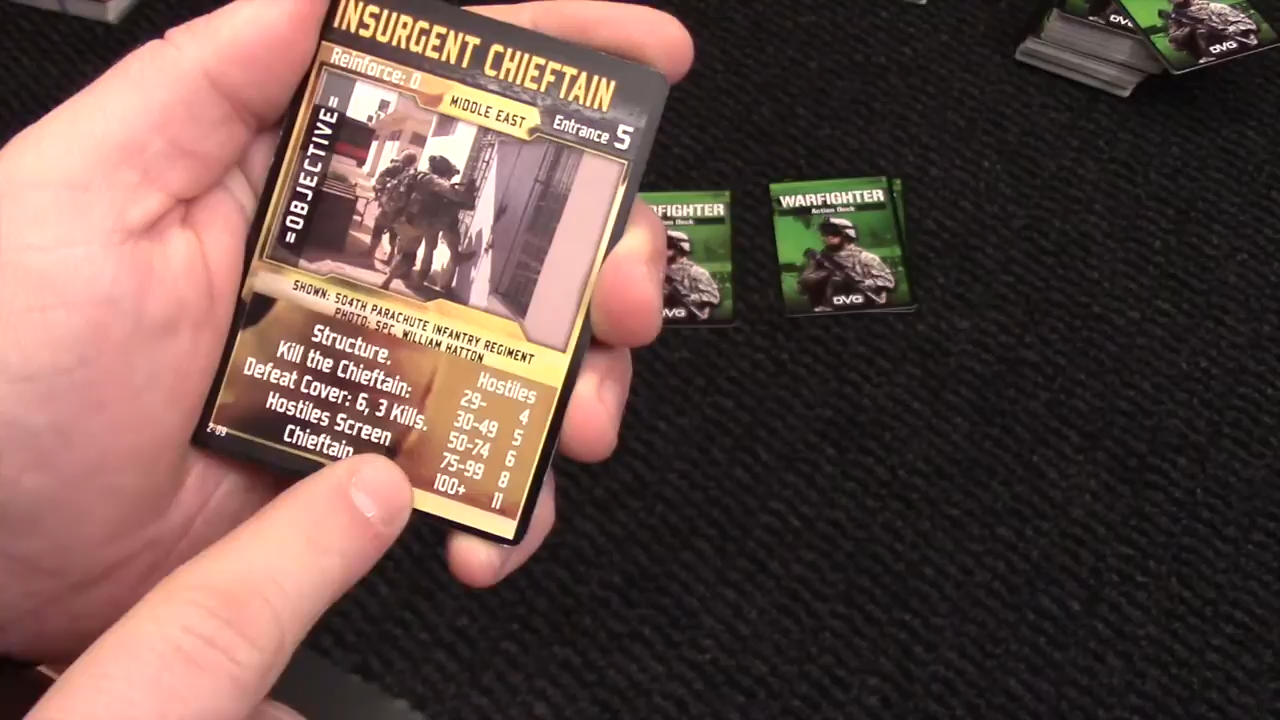 INSURGENT CHIEFTAIN
Reinforce: 0
MIDDLE EAST
Entrance 5
=OBJECTIVE=
SHOWN: 504TH PARACHUTE INFANTRY REGIMENT
PHOTO: SPC. WILLIAM HATTON
Structure.
Kill the Chieftain:
Defeat Cover: 6, 3 Kills.
Hostiles Screen
Chieftain
Hostiles
29- 4
30-49 5
50-74 6
75-99 8
100+ 11
2-09
WARFIGHTER
Action Deck
DVG
DVG
DVG